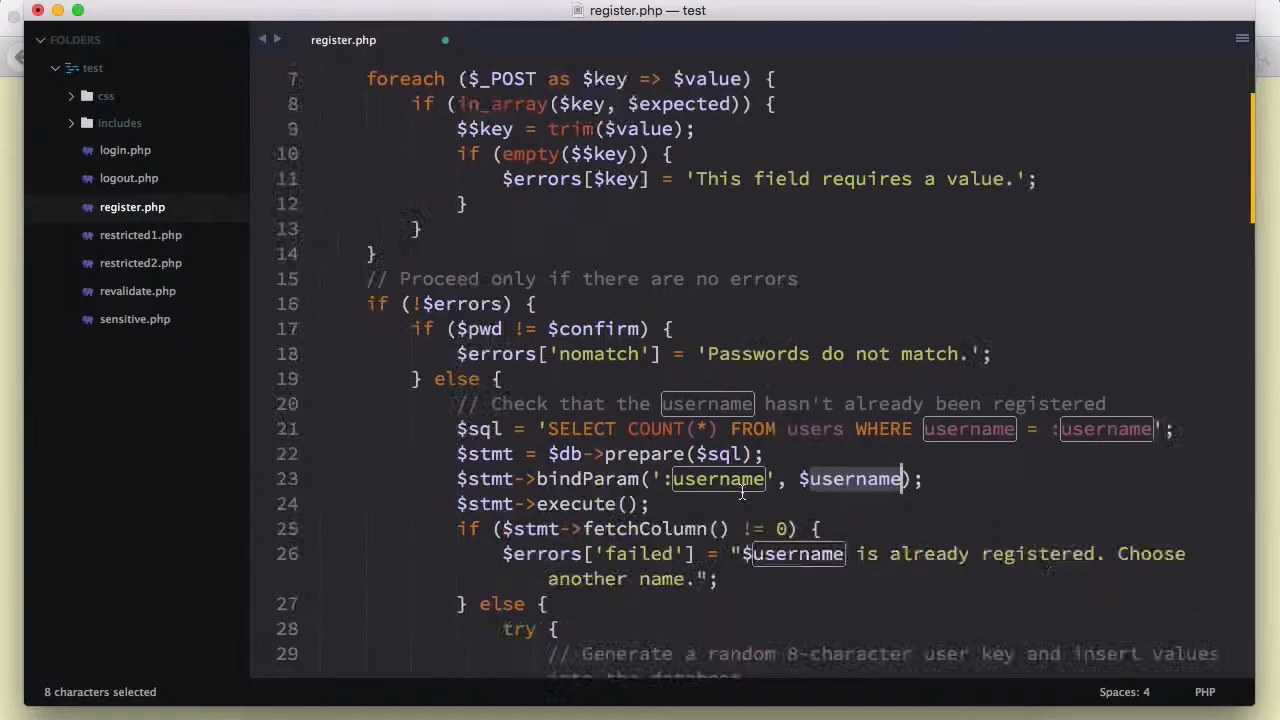 register.php — test
FOLDERS
test
css
includes
login.php
logout.php
register.php
restricted1.php
restricted2.php
revalidate.php
sensitive.php
register.php
7 foreach ($_POST as $key => $value) {
8 if (in_array($key, $expected)) {
9 $$key = trim($value);
10 if (empty($$key)) {
11 $errors[$key] = 'This field requires a value.';
12 }
13 }
14 }
15 // Proceed only if there are no errors
16 if (!$errors) {
17 if ($pwd != $confirm) {
18 $errors['nomatch'] = 'Passwords do not match.';
19 } else {
20 // Check that the username hasn't already been registered
21 $sql = 'SELECT COUNT(*) FROM users WHERE username = :username';
22 $stmt = $db->prepare($sql);
23 $stmt->bindParam(':username', $username);
24 $stmt->execute();
25 if ($stmt->fetchColumn() != 0) {
26 $errors['failed'] = "$username is already registered. Choose
another name.";
27 } else {
28 try {
29 // Generate a random 8-character user key and insert values
into the database
8 characters selected
Spaces: 4
PHP